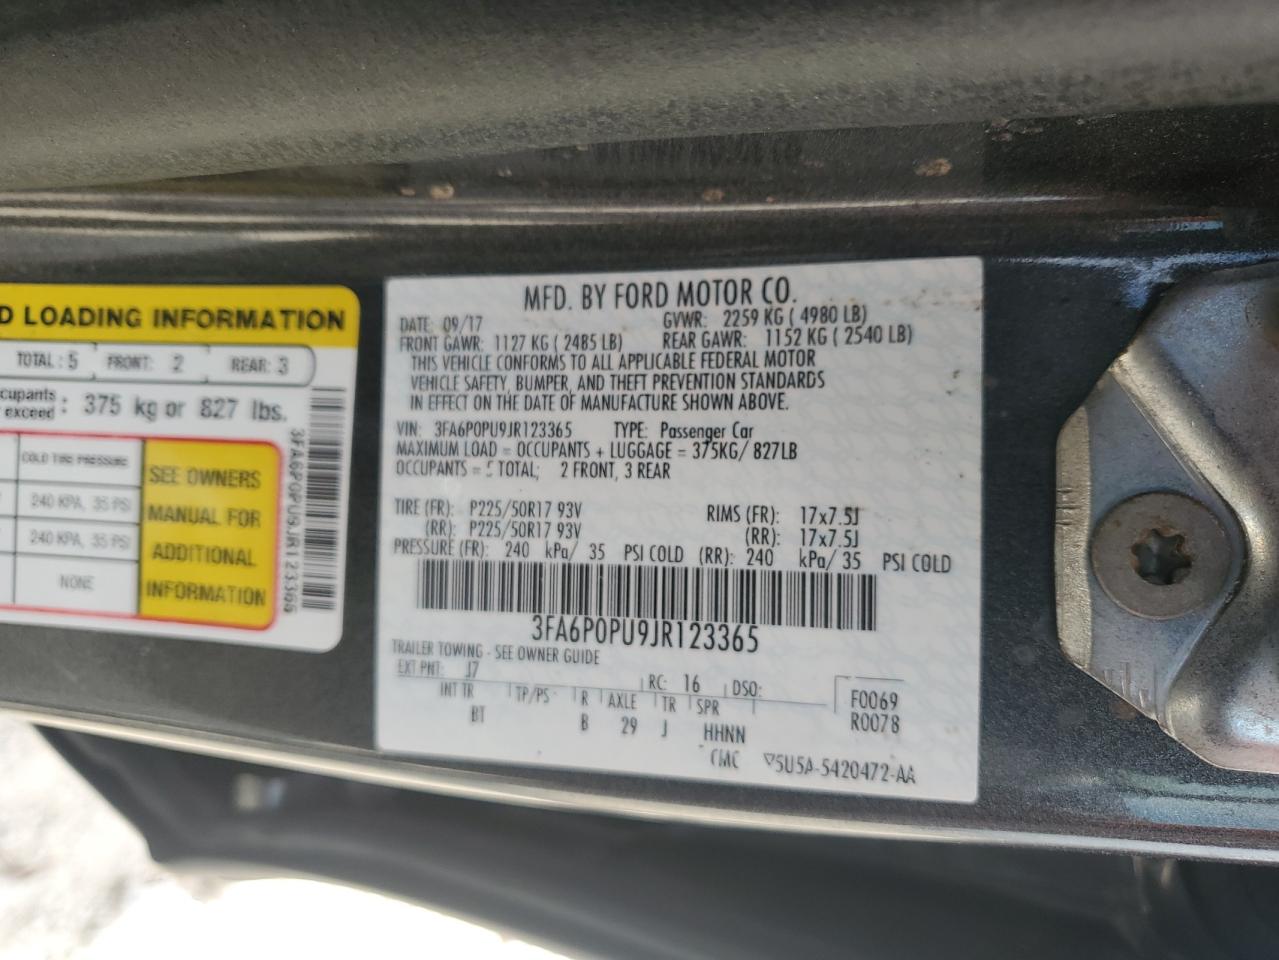 D LOADING INFORMATION
TOTAL: 5 FRONT: 2 REAR: 3
cupants
exceed : 375 kg or 827 lbs.
COLD TIRE PRESSURE
240 KPA, 35 PSI
240 KPA, 35 PSI
NONE
SEE OWNERS
MANUAL FOR
ADDITIONAL
INFORMATION
3FA6P0PU9JR123365
MFD. BY FORD MOTOR CO.
DATE: 09/17 GVWR: 2259 KG ( 4980 LB)
FRONT GAWR: 1127 KG ( 2485 LB) REAR GAWR: 1152 KG ( 2540 LB)
THIS VEHICLE CONFORMS TO ALL APPLICABLE FEDERAL MOTOR
VEHICLE SAFETY, BUMPER, AND THEFT PREVENTION STANDARDS
IN EFFECT ON THE DATE OF MANUFACTURE SHOWN ABOVE.
VIN: 3FA6P0PU9JR123365 TYPE: Passenger Car
MAXIMUM LOAD = OCCUPANTS + LUGGAGE = 375KG/ 827LB
OCCUPANTS = 5 TOTAL; 2 FRONT, 3 REAR
TIRE (FR): P225/50R17 93V RIMS (FR): 17x7.5J
(RR): P225/50R17 93V (RR): 17x7.5J
PRESSURE (FR): 240 kPa/ 35 PSI COLD (RR): 240 kPa/ 35 PSI COLD
3FA6P0PU9JR123365
TRAILER TOWING - SEE OWNER GUIDE
EXT PNT: J7 RC: 16 DSO: F0069
INT TR TP/PS R AXLE TR SPR R0078
BT B 29 J HHNN
CMC ▽5U5A-5420472-AA